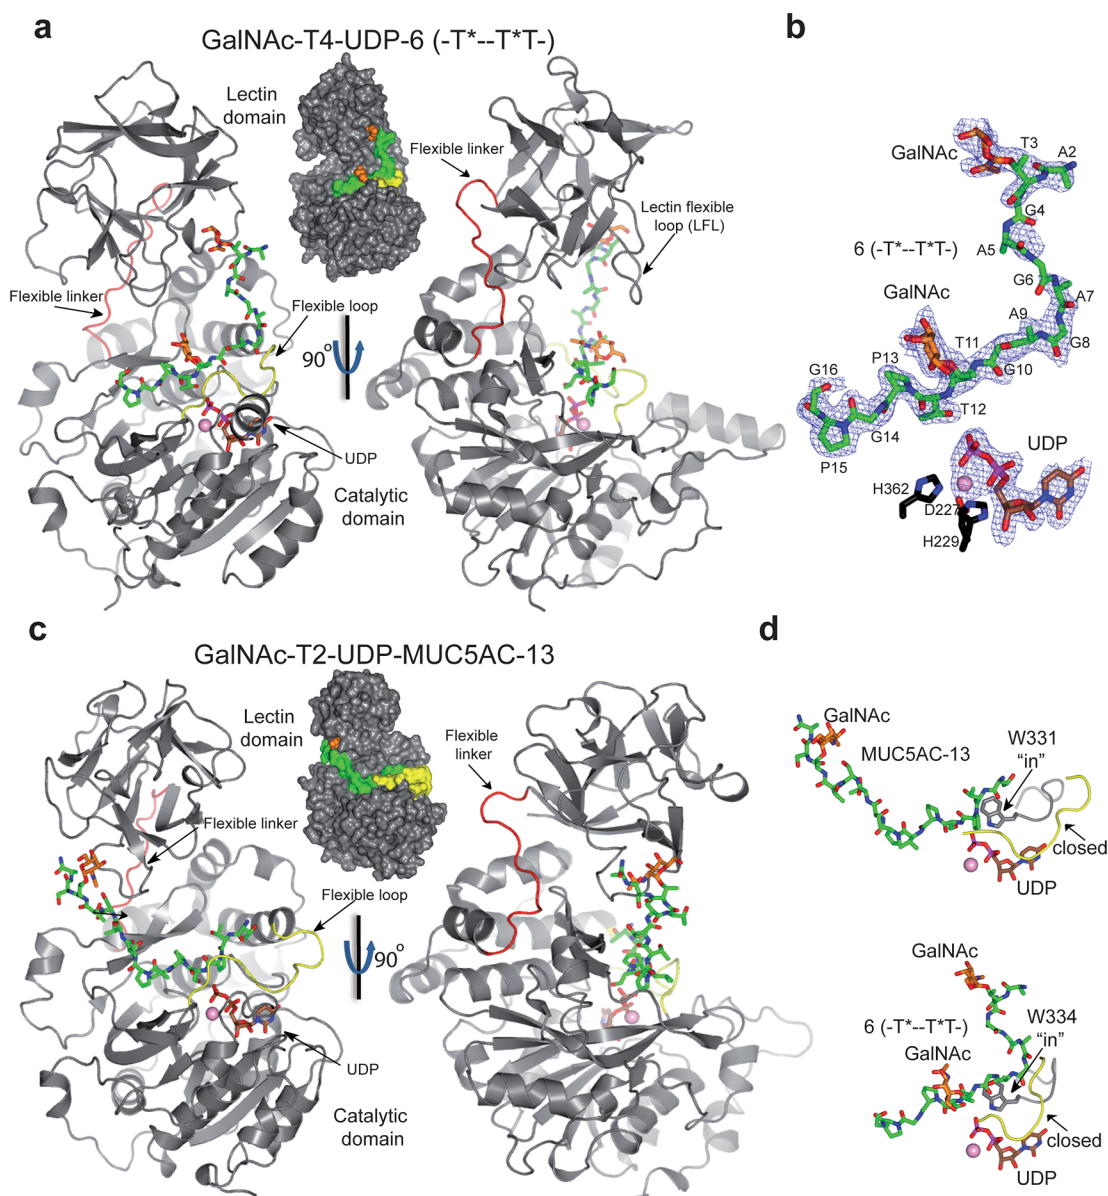 a
GalNAc-T4-UDP-6 (-T*--T*T-)
Lectin
domain
Flexible linker
Lectin flexible
loop (LFL)
Flexible linker
Flexible loop
90°
UDP
Catalytic
domain
b
GalNAc
T3
A2
G4
6 (-T*--T*T-)
A5
G6
GalNAc
A7
A9
T11
P13
G8
G16
G10
T12
G14
P15
UDP
H362
D227
H229
c
GalNAc-T2-UDP-MUC5AC-13
Lectin
domain
Flexible
linker
Flexible linker
Flexible loop
90°
UDP
Catalytic
domain
d
GalNAc
MUC5AC-13
W331
“in”
closed
UDP
GalNAc
6 (-T*--T*T-)
GalNAc
W334
“in”
closed
UDP